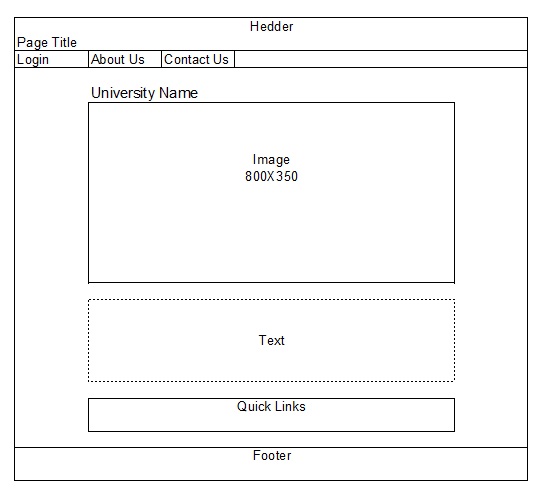 Hedder
Page Title
Login About Us Contact Us
University Name
Image
800X350
Text
Quick Links
Footer